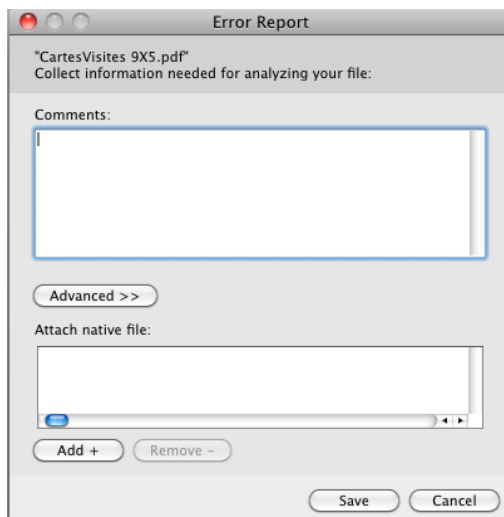 Error Report
"CartesVisites 9X5.pdf"
Collect information needed for analyzing your file:
Comments:
Advanced >>
Attach native file:
Add +
Remove -
Save
Cancel